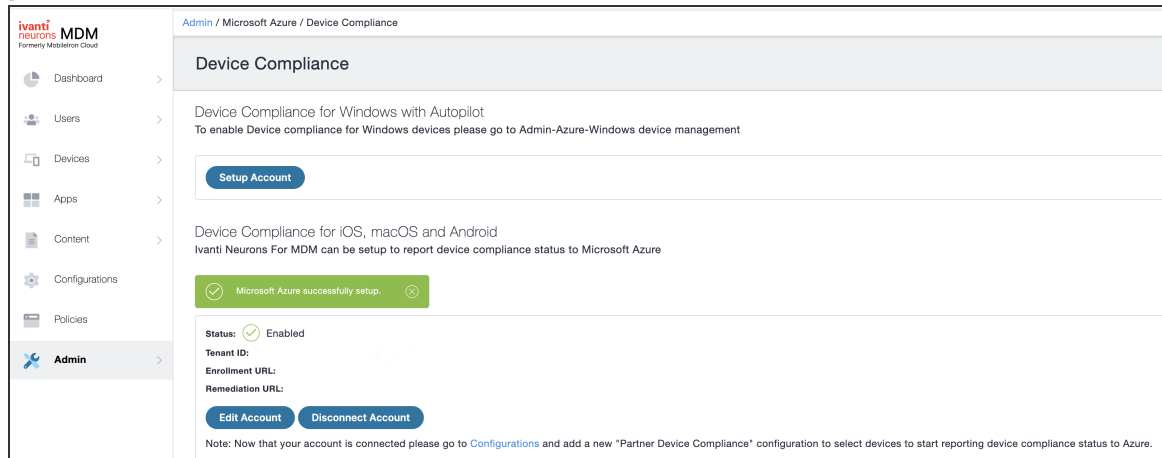 ivanti
neurons MDM
Formerly MobileIron Cloud
Admin / Microsoft Azure / Device Compliance
Device Compliance
Dashboard
Users
Devices
Apps
Content
Configurations
Policies
Admin
Device Compliance for Windows with Autopilot
To enable Device compliance for Windows devices please go to Admin-Azure-Windows device management
Setup Account
Device Compliance for iOS, macOS and Android
Ivanti Neurons For MDM can be setup to report device compliance status to Microsoft Azure
Microsoft Azure successfully setup.
Status: Enabled
Tenant ID:
Enrollment URL:
Remediation URL:
Edit Account Disconnect Account
Note: Now that your account is connected please go to Configurations and add a new "Partner Device Compliance" configuration to select devices to start reporting device compliance status to Azure.